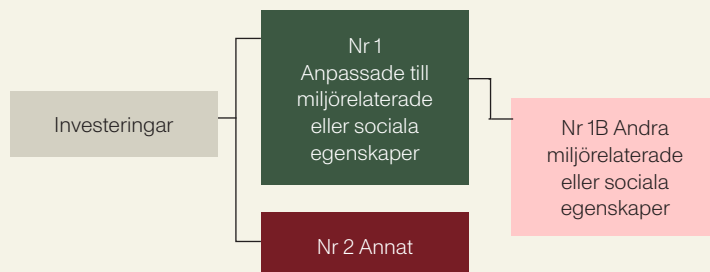 Investeringar
Nr 1
Anpassade till
miljörelaterade
eller sociala
egenskaper
Nr 1B Andra
miljörelaterade
eller sociala
egenskaper
Nr 2 Annat